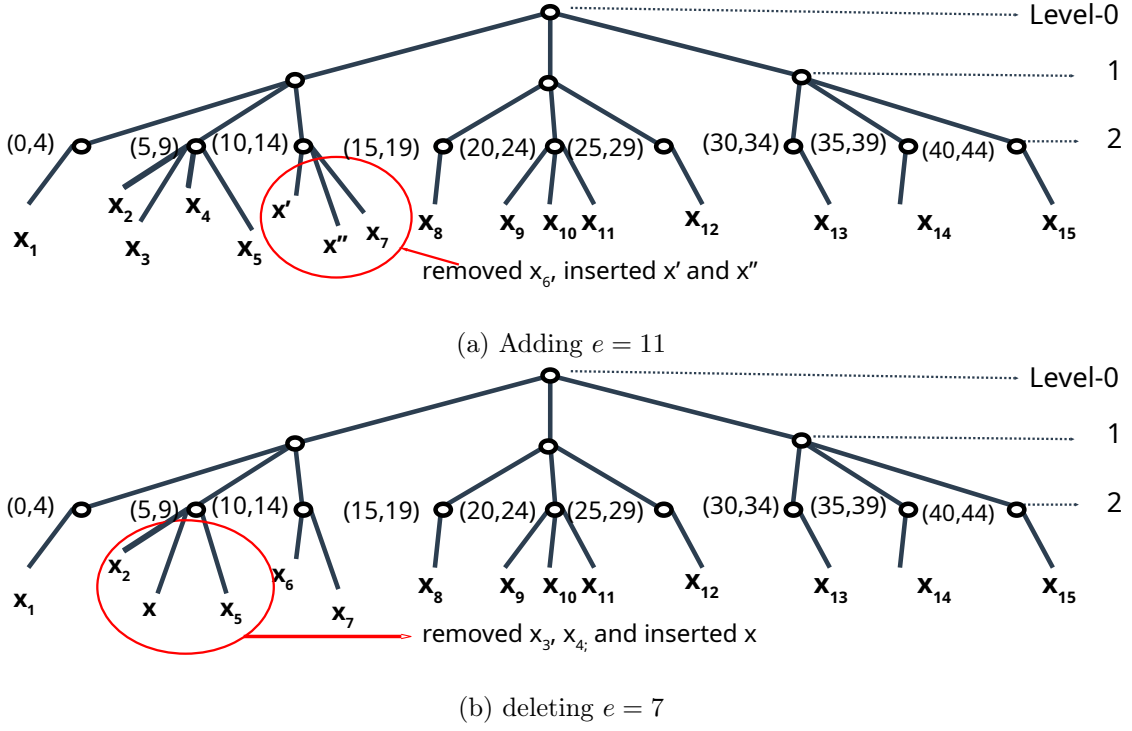 Level-0
1
(0,4) (5,9) (10,14) (15,19) (20,24) (25,29) (30,34) (35,39) (40,44) 2
x₁ x₂ x₃ x₄ x₅ x' x'' x₇ x₈ x₉ x₁₀ x₁₁ x₁₂ x₁₃ x₁₄ x₁₅
removed x₆, inserted x' and x''
(a) Adding e = 11
Level-0
1
(0,4) (5,9) (10,14) (15,19) (20,24) (25,29) (30,34) (35,39) (40,44) 2
x₁ x₂ x x₅ x₆ x₇ x₈ x₉ x₁₀ x₁₁ x₁₂ x₁₃ x₁₄ x₁₅
removed x₃, x₄; and inserted x
(b) deleting e = 7